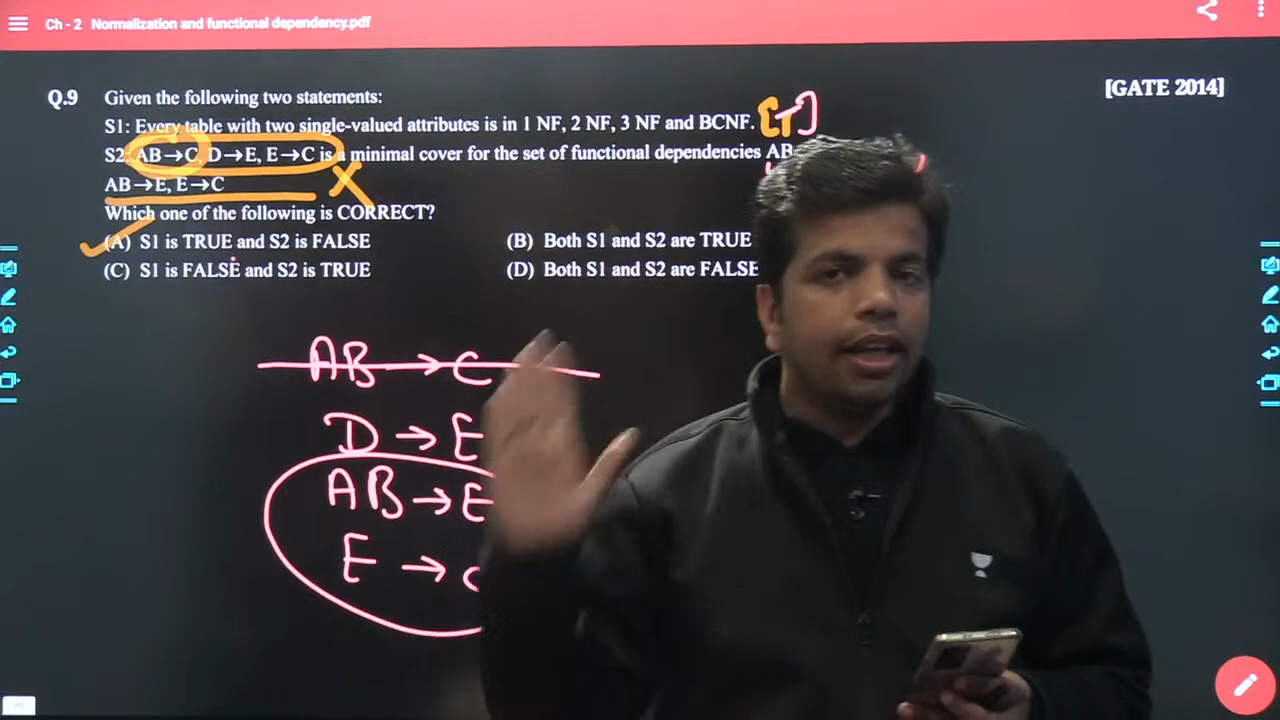 Ch - 2 Normalization and functional dependency.pdf
Q.9 Given the following two statements: [GATE 2014]
S1: Every table with two single-valued attributes is in 1 NF, 2 NF, 3 NF and BCNF. [T]
S2: AB→C, D→E, E→C is a minimal cover for the set of functional dependencies AB
AB→E, E→C
Which one of the following is CORRECT?
(A) S1 is TRUE and S2 is FALSE (B) Both S1 and S2 are TRUE
(C) S1 is FALSE and S2 is TRUE (D) Both S1 and S2 are FALSE
AB → C
D → E
AB → E
E → C